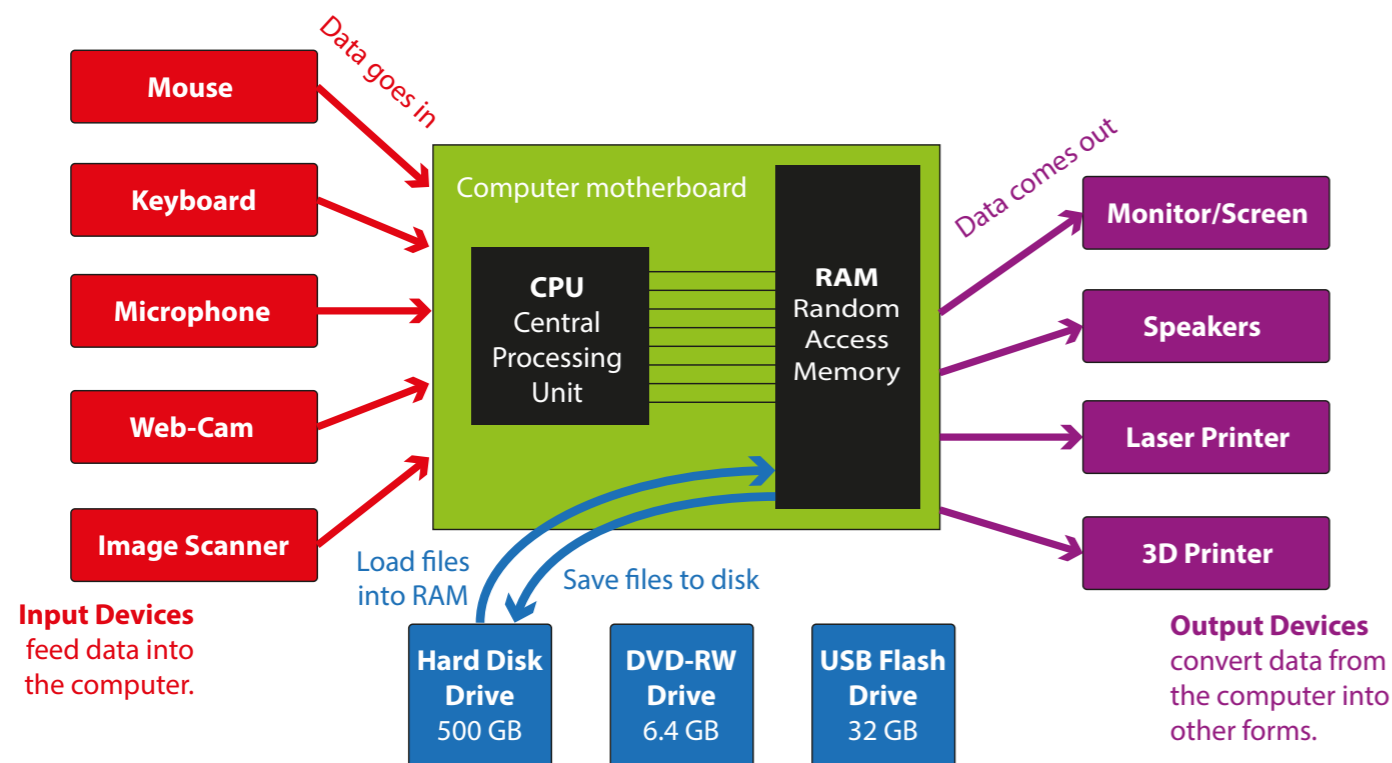 Mouse
Keyboard
Microphone
Web-Cam
Image Scanner
Input Devices
feed data into
the computer.
Data goes in
Computer motherboard
CPU
Central
Processing
Unit
RAM
Random
Access
Memory
Load files
into RAM
Save files to disk
Hard Disk
Drive
500 GB
DVD-RW
Drive
6.4 GB
USB Flash
Drive
32 GB
Data comes out
Monitor/Screen
Speakers
Laser Printer
3D Printer
Output Devices
convert data from
the computer into
other forms.